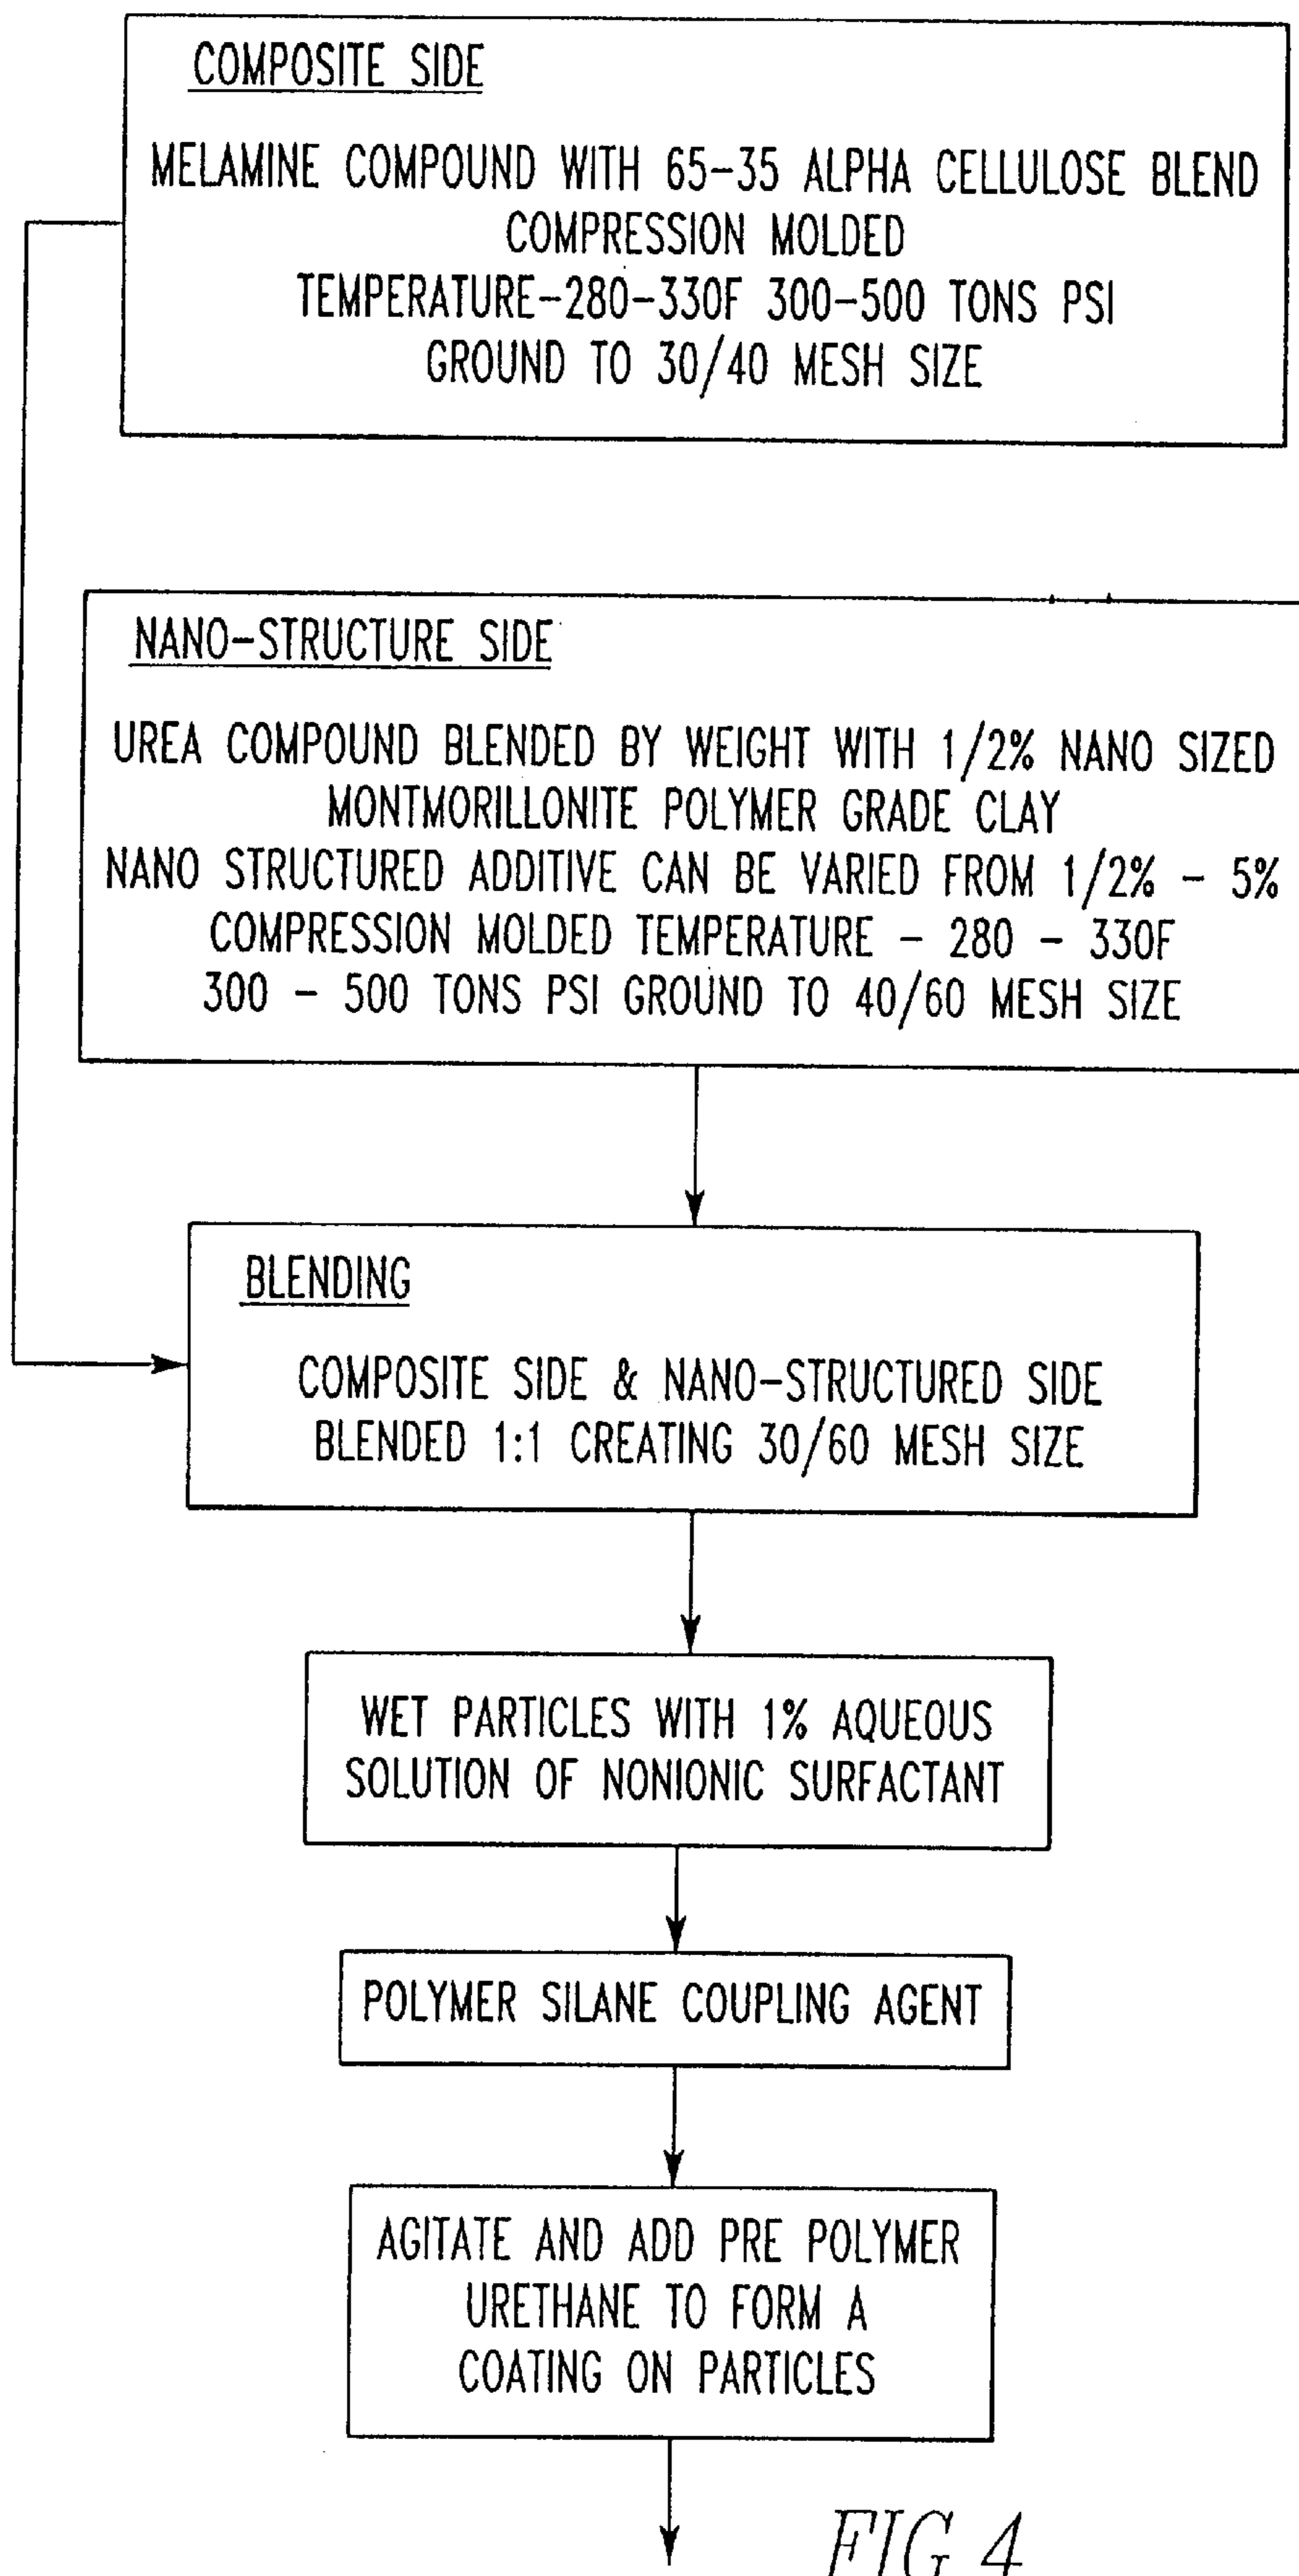 COMPOSITE SIDE
MELAMINE COMPOUND WITH 65-35 ALPHA CELLULOSE BLEND
COMPRESSION MOLDED
TEMPERATURE-280-330F 300-500 TONS PSI
GROUND TO 30/40 MESH SIZE
NANO-STRUCTURE SIDE
UREA COMPOUND BLENDED BY WEIGHT WITH 1/2% NANO SIZED
MONTMORILLONITE POLYMER GRADE CLAY
NANO STRUCTURED ADDITIVE CAN BE VARIED FROM 1/2% - 5%
COMPRESSION MOLDED TEMPERATURE - 280 - 330F
300 - 500 TONS PSI GROUND TO 40/60 MESH SIZE
BLENDING
COMPOSITE SIDE & NANO-STRUCTURED SIDE
BLENDED 1:1 CREATING 30/60 MESH SIZE
WET PARTICLES WITH 1% AQUEOUS
SOLUTION OF NONIONIC SURFACTANT
POLYMER SILANE COUPLING AGENT
AGITATE AND ADD PRE POLYMER
URETHANE TO FORM A
COATING ON PARTICLES
FIG 4